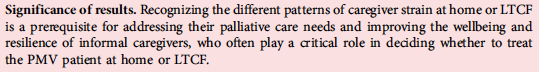 Significance of results. Recognizing the different patterns of caregiver strain at home or LTCF
is a prerequisite for addressing their palliative care needs and improving the wellbeing and
resilience of informal caregivers, who often play a critical role in deciding whether to treat
the PMV patient at home or LTCF.